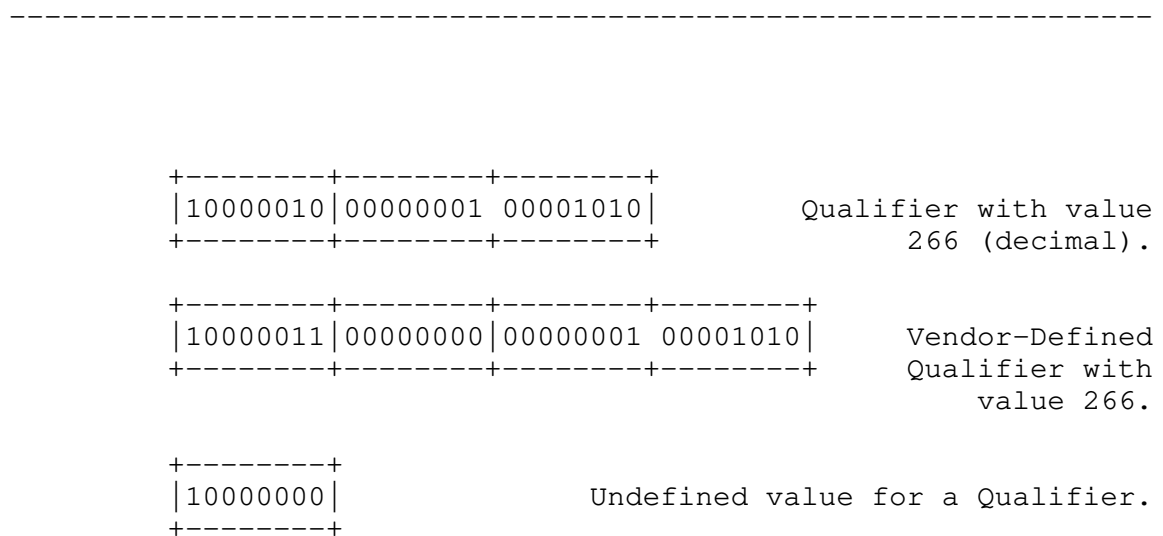 -----------------------------------------------------------------
+--------+--------+--------+
|10000010|00000001 00001010|        Qualifier with value
+--------+--------+--------+              266 (decimal).
+--------+--------+--------+--------+
|10000011|00000000|00000001 00001010|     Vendor-Defined
+--------+--------+--------+--------+     Qualifier with
value 266.
+--------+
|10000000|              Undefined value for a Qualifier.
+--------+